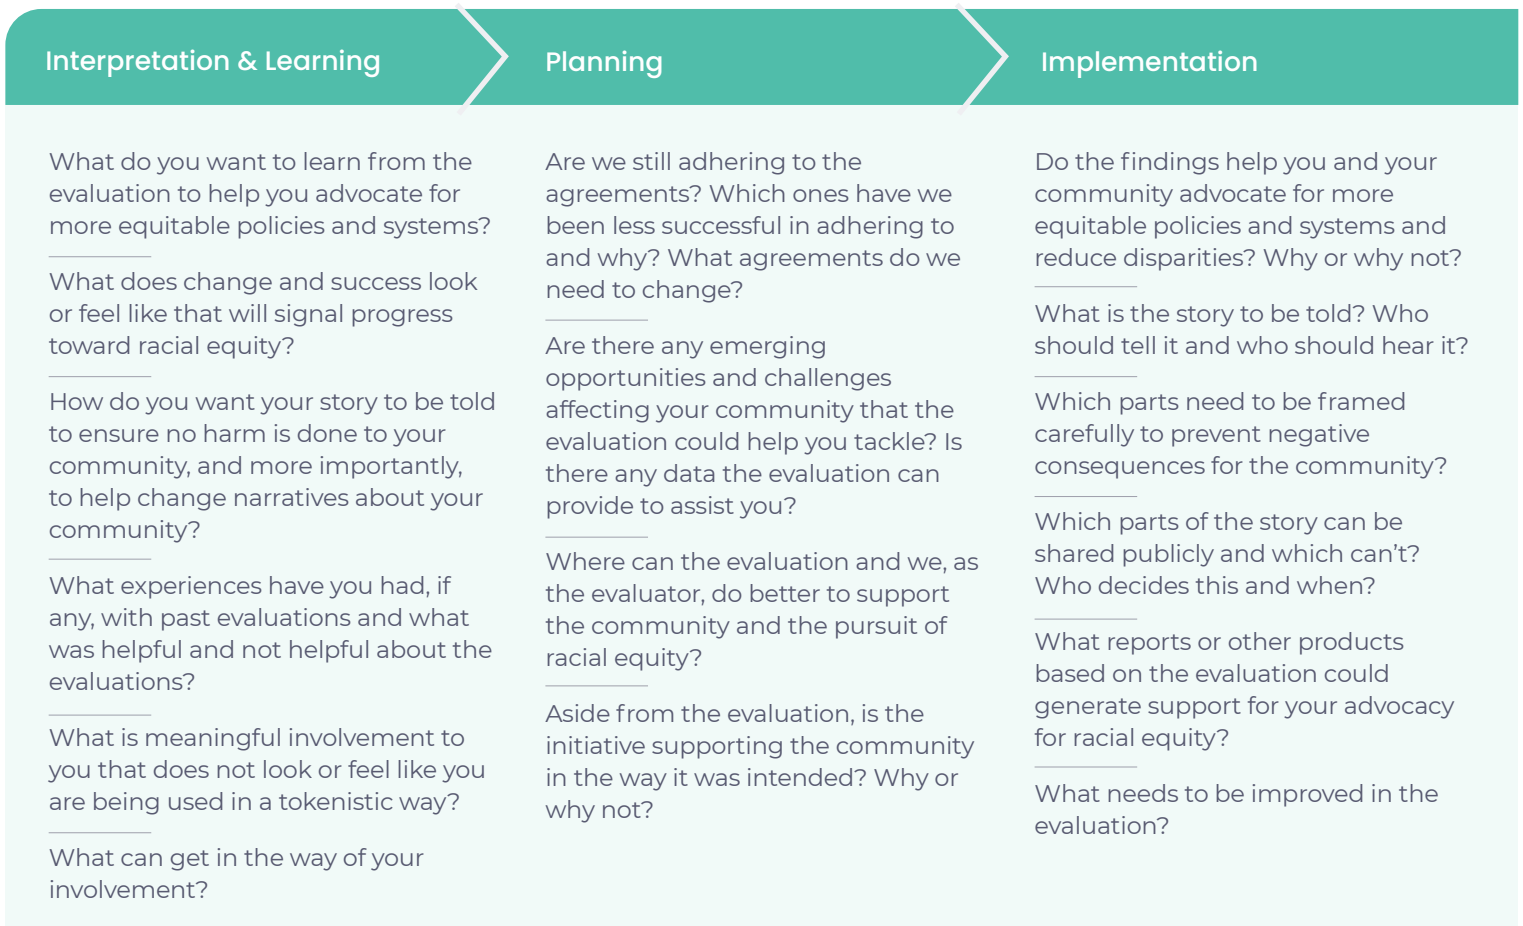 Interpretation & Learning
Planning
Implementation
What do you want to learn from the
evaluation to help you advocate for
more equitable policies and systems?
What does change and success look
or feel like that will signal progress
toward racial equity?
How do you want your story to be told
to ensure no harm is done to your
community, and more importantly,
to help change narratives about your
community?
What experiences have you had, if
any, with past evaluations and what
was helpful and not helpful about the
evaluations?
What is meaningful involvement to
you that does not look or feel like you
are being used in a tokenistic way?
What can get in the way of your
involvement?
Are we still adhering to the
agreements? Which ones have we
been less successful in adhering to
and why? What agreements do we
need to change?
Are there any emerging
opportunities and challenges
affecting your community that the
evaluation could help you tackle? Is
there any data the evaluation can
provide to assist you?
Where can the evaluation and we, as
the evaluator, do better to support
the community and the pursuit of
racial equity?
Aside from the evaluation, is the
initiative supporting the community
in the way it was intended? Why or
why not?
Do the findings help you and your
community advocate for more
equitable policies and systems and
reduce disparities? Why or why not?
What is the story to be told? Who
should tell it and who should hear it?
Which parts need to be framed
carefully to prevent negative
consequences for the community?
Which parts of the story can be
shared publicly and which can’t?
Who decides this and when?
What reports or other products
based on the evaluation could
generate support for your advocacy
for racial equity?
What needs to be improved in the
evaluation?